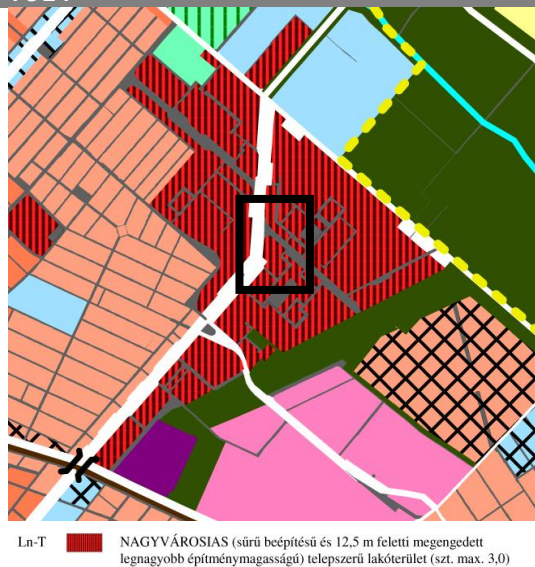 Ln-T NAGYVÁROSIAS (sűrű beépítésű és 12,5 m feletti megengedett
legnagyobb építménymagasságú) telepszerű lakóterület (szt. max. 3,0)